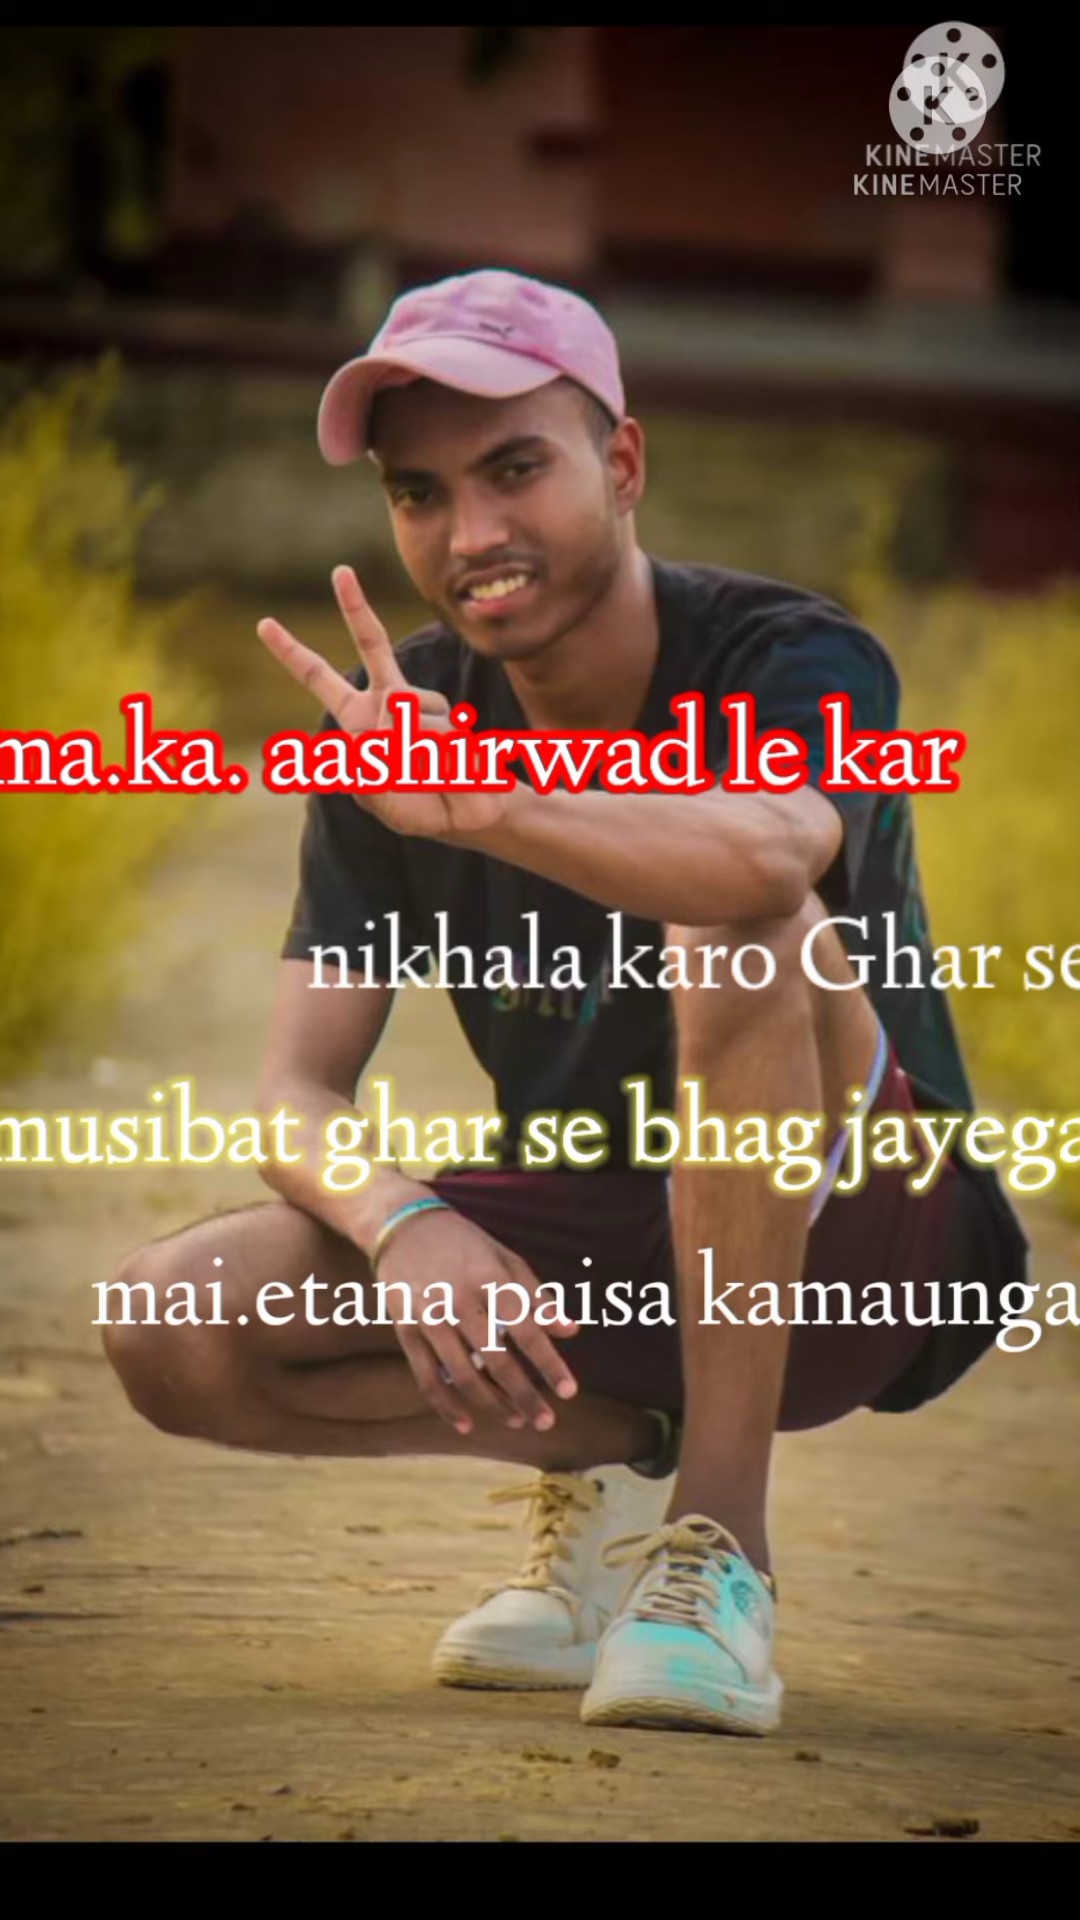 KINEMASTER
KINEMASTER
ma.ka. aashirwad le kar
nikhala karo Ghar se
musibat ghar se bhag jayega
mai.etana paisa kamaunga